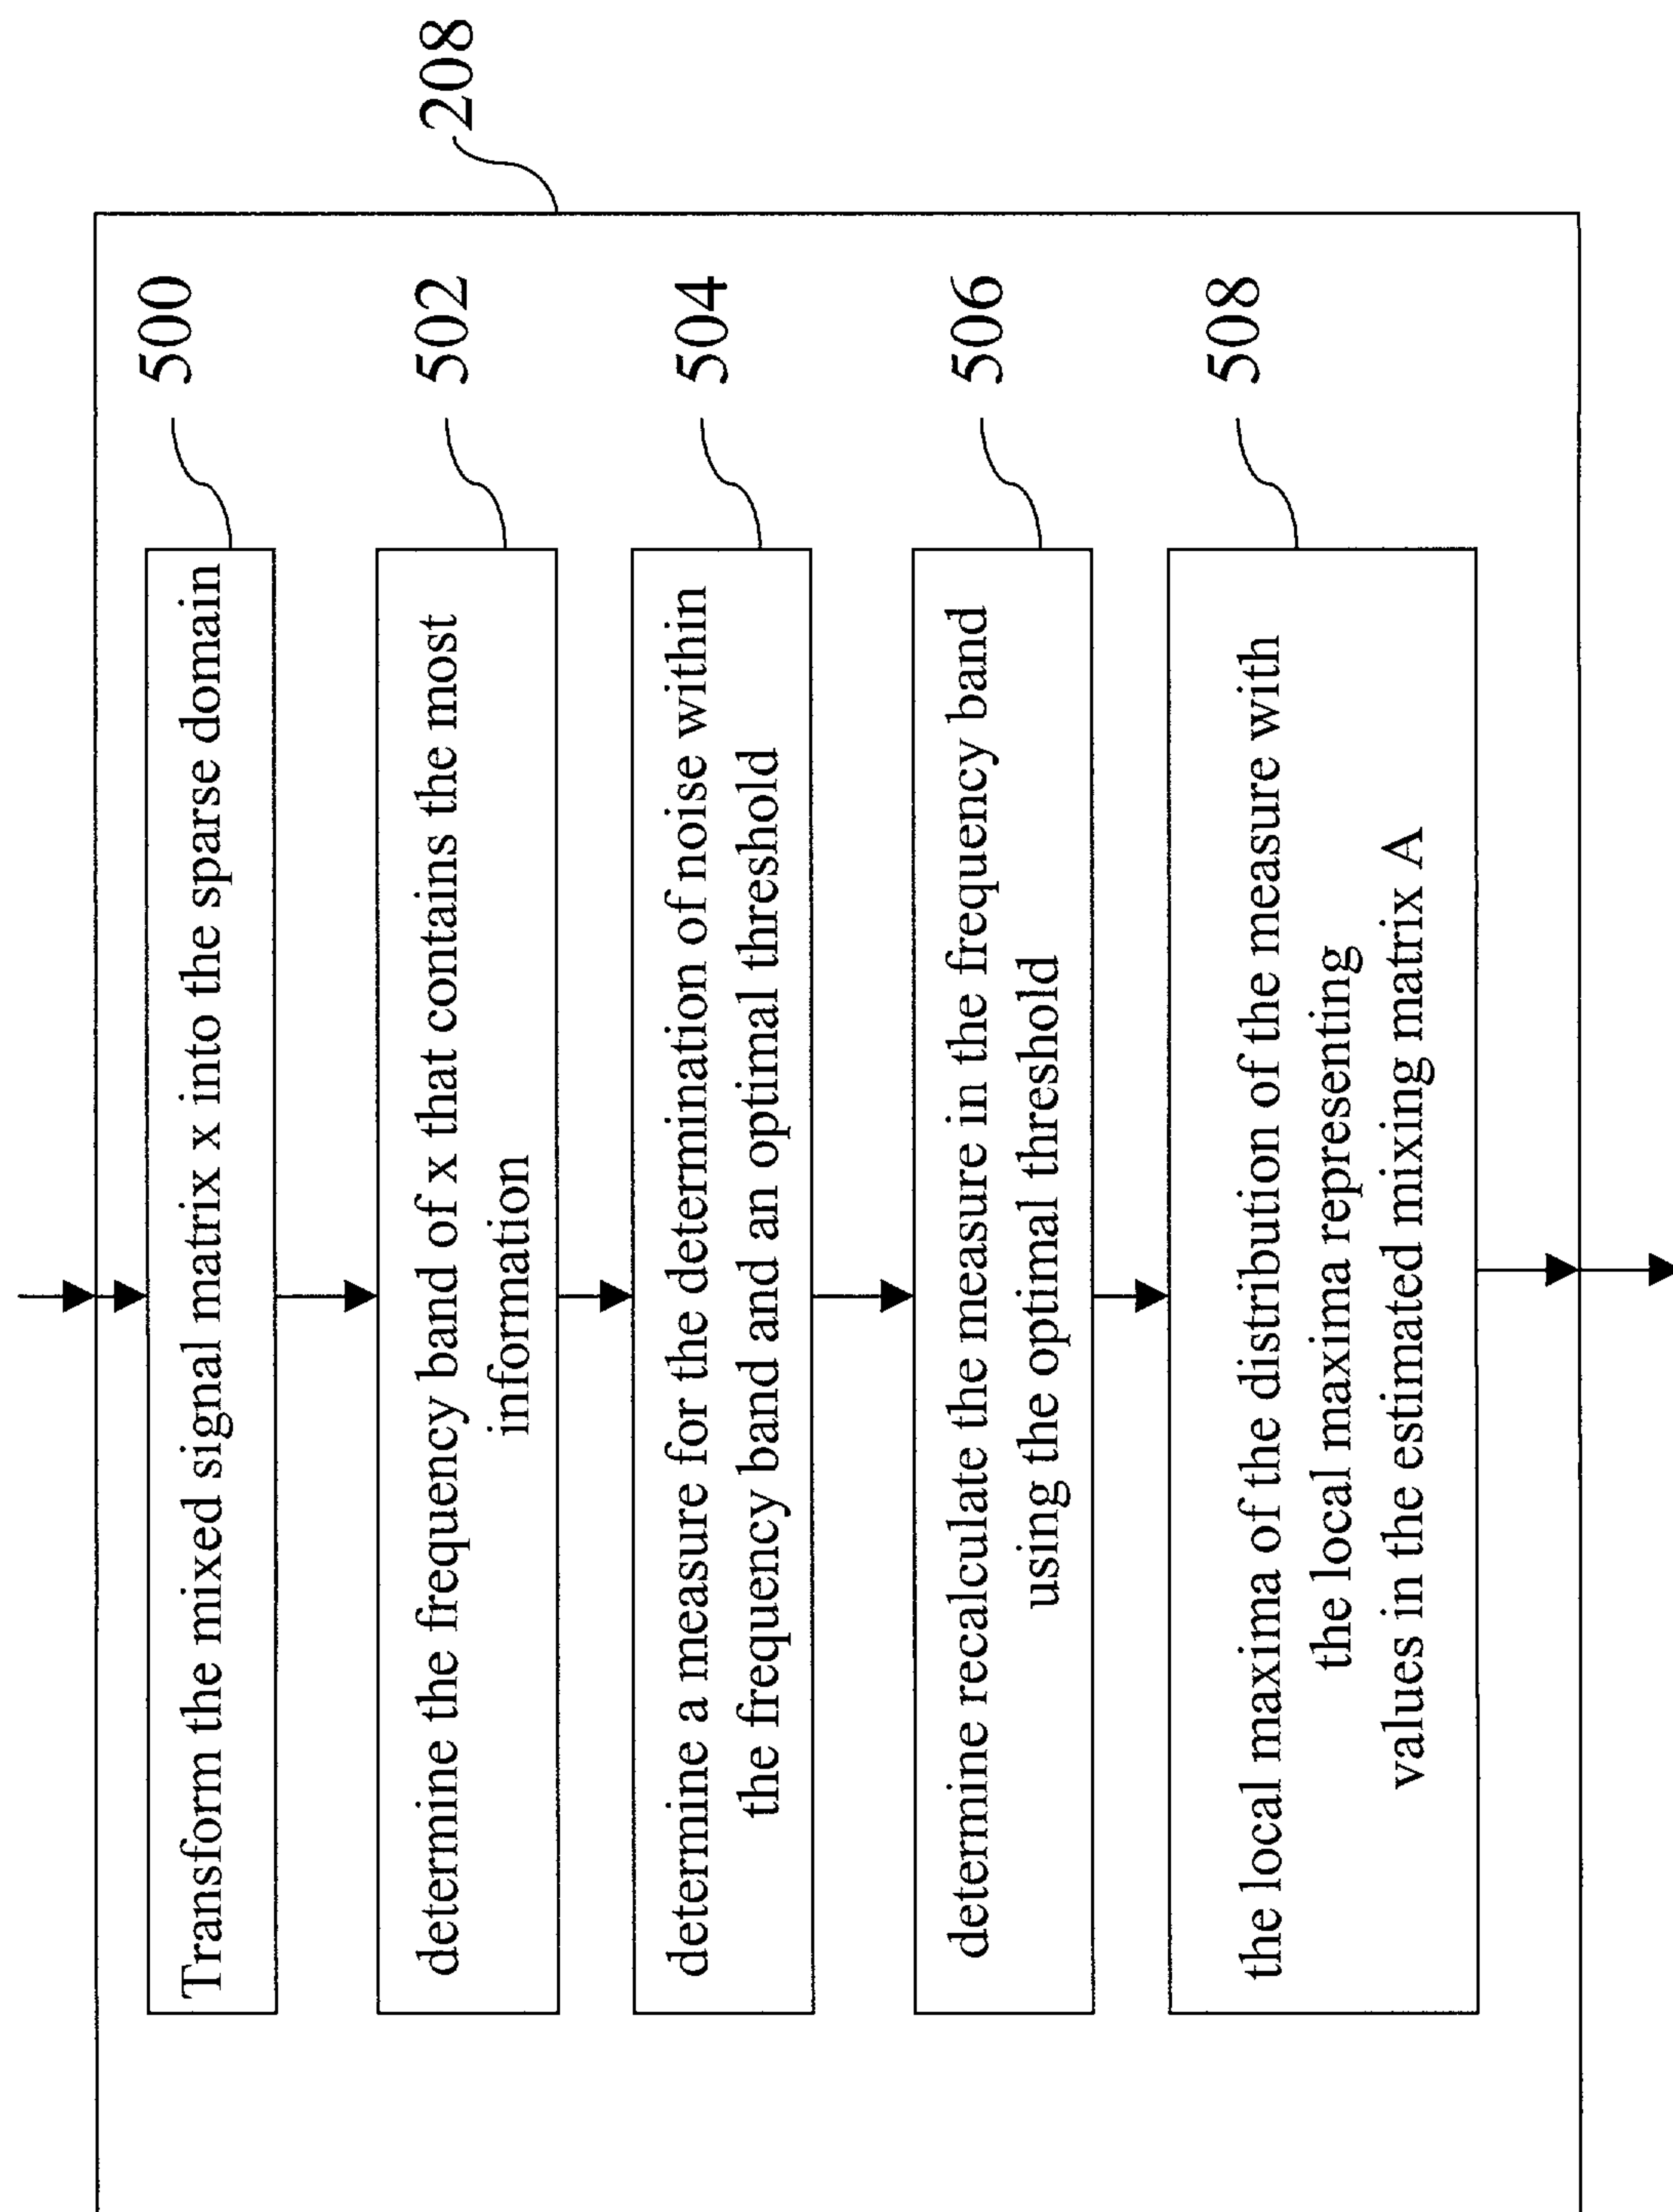 208
500
Transform the mixed signal matrix x into the sparse domain
502
determine the frequency band of x that contains the most
information
504
determine a measure for the determination of noise within
the frequency band and an optimal threshold
506
determine recalculate the measure in the frequency band
using the optimal threshold
508
the local maxima of the distribution of the measure with
the local maxima representing
values in the estimated mixing matrix A